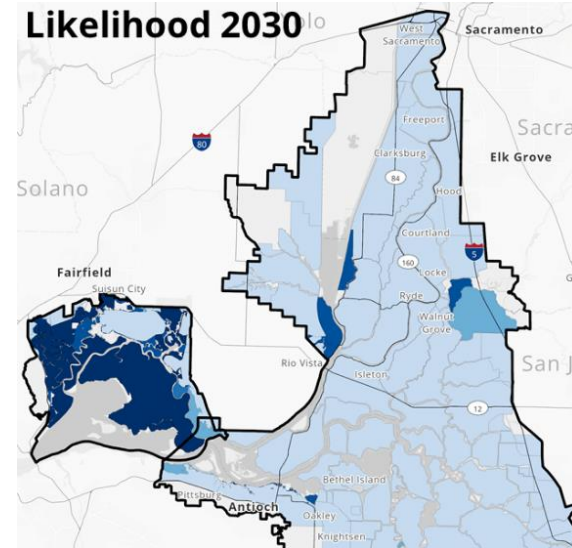 Likelihood 2030
olo
West
Sacramento
Sacramento
Freeport
Sacra
80
Clarksburg
Elk Grove
84
Solano
Hood
Courtland
5
160
Fairfield
Locke
Suisun City
Ryde
Walnut
Grove
Rio Vista
San J
Isleton
12
Bethel Island
Pittsburg
Antioch
Oakley
Knightsen